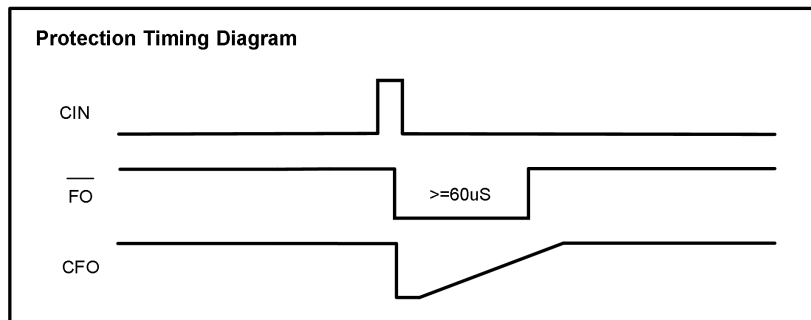 Protection Timing Diagram
CIN
FO
>=60uS
CFO